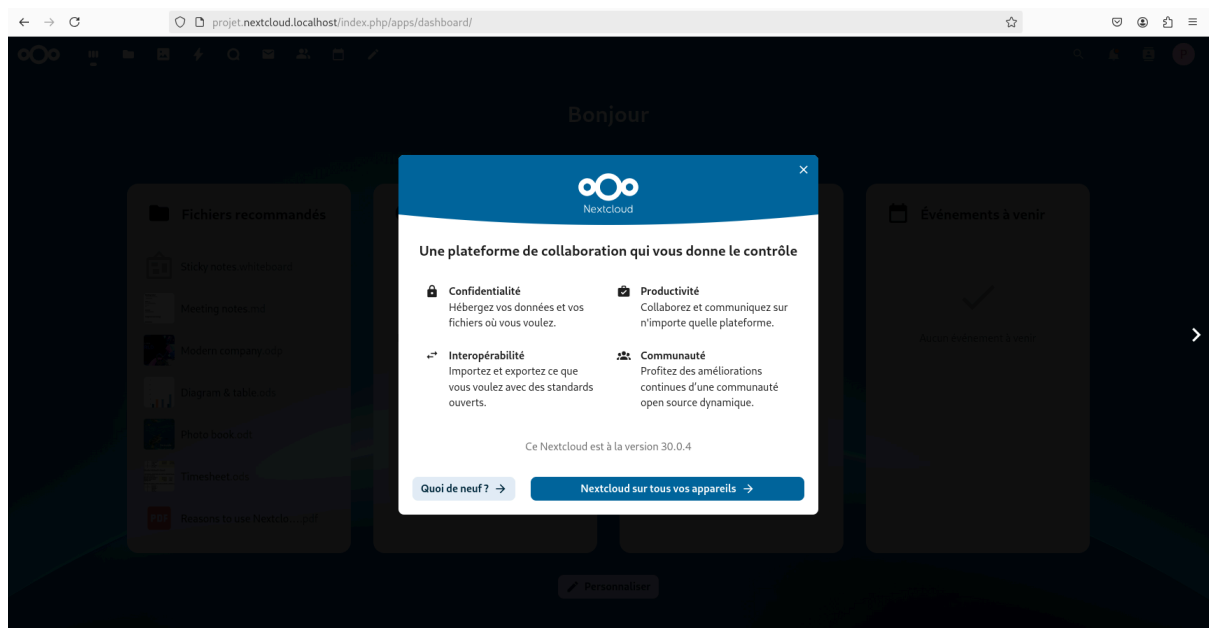 projet.nextcloud.localhost/index.php/apps/dashboard/
P
Bonjour
Nextcloud
Une plateforme de collaboration qui vous donne le contrôle
Confidentialité
Hébergez vos données et vos
fichiers où vous voulez.
Productivité
Collaborez et communiquez sur
n'importe quelle plateforme.
Interopérabilité
Importez et exportez ce que
vous voulez avec des standards
ouverts.
Communauté
Profitez des améliorations
continues d’une communauté
open source dynamique.
Ce Nextcloud est à la version 30.0.4
Quoi de neuf ?
Nextcloud sur tous vos appareils
Fichiers recommandés
Sticky notes.whiteboard
Meeting notes.md
Modern company.odp
Diagram & table.ods
Photo book.odt
Timesheet.ods
PDF
Reasons to use Nextclo... .pdf
Événements à venir
Aucun événement à venir
Personnaliser